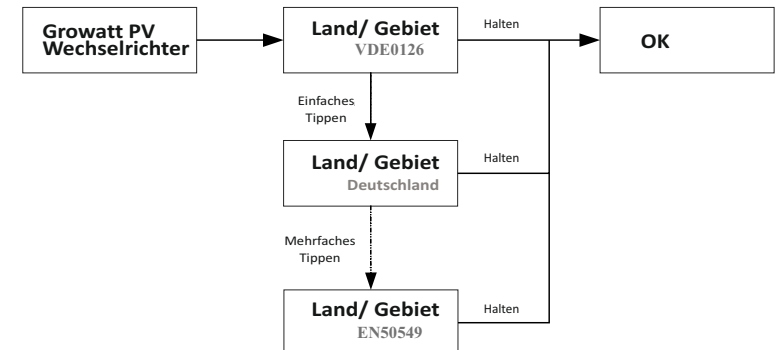 Growatt PV
Wechselrichter
Land/ Gebiet
VDE0126
Halten
OK
Einfaches
Tippen
Land/ Gebiet
Deutschland
Halten
Mehrfaches
Tippen
Land/ Gebiet
EN50549
Halten